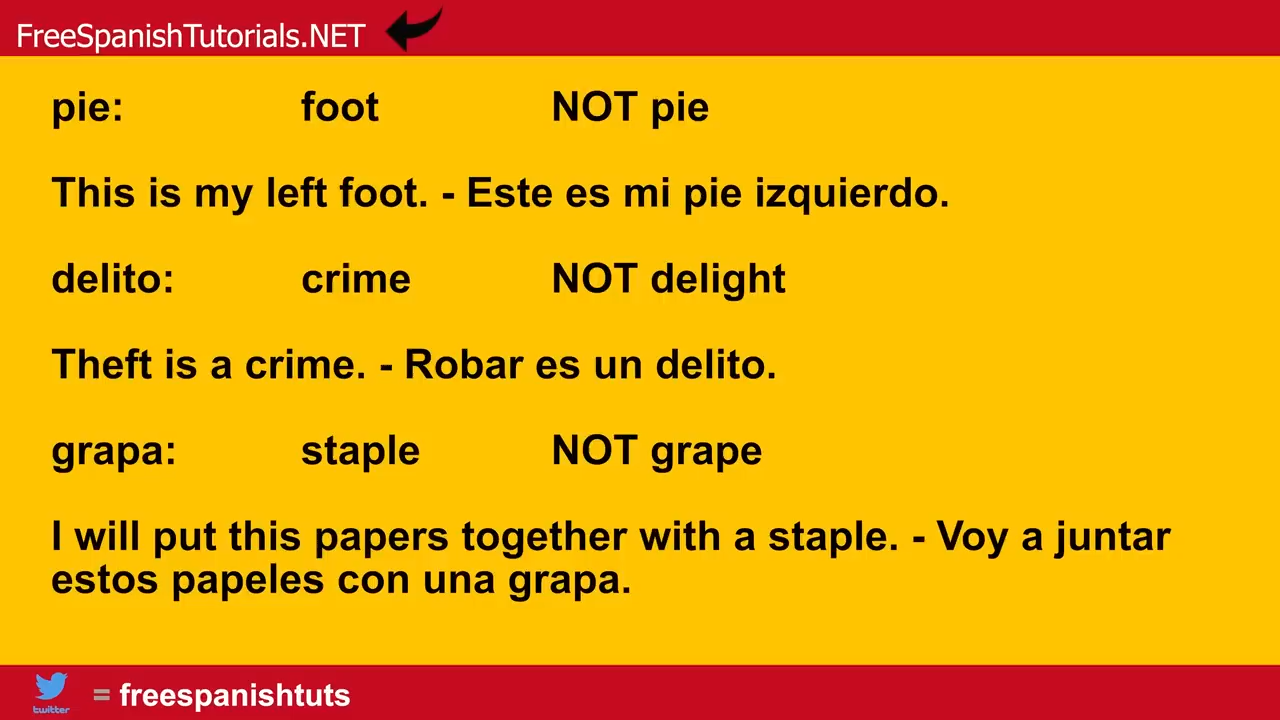 FreeSpanishTutorials.NET
pie: foot NOT pie
This is my left foot. - Este es mi pie izquierdo.
delito: crime NOT delight
Theft is a crime. - Robar es un delito.
grapa: staple NOT grape
I will put this papers together with a staple. - Voy a juntar
estos papeles con una grapa.
twitter = freespanishtuts